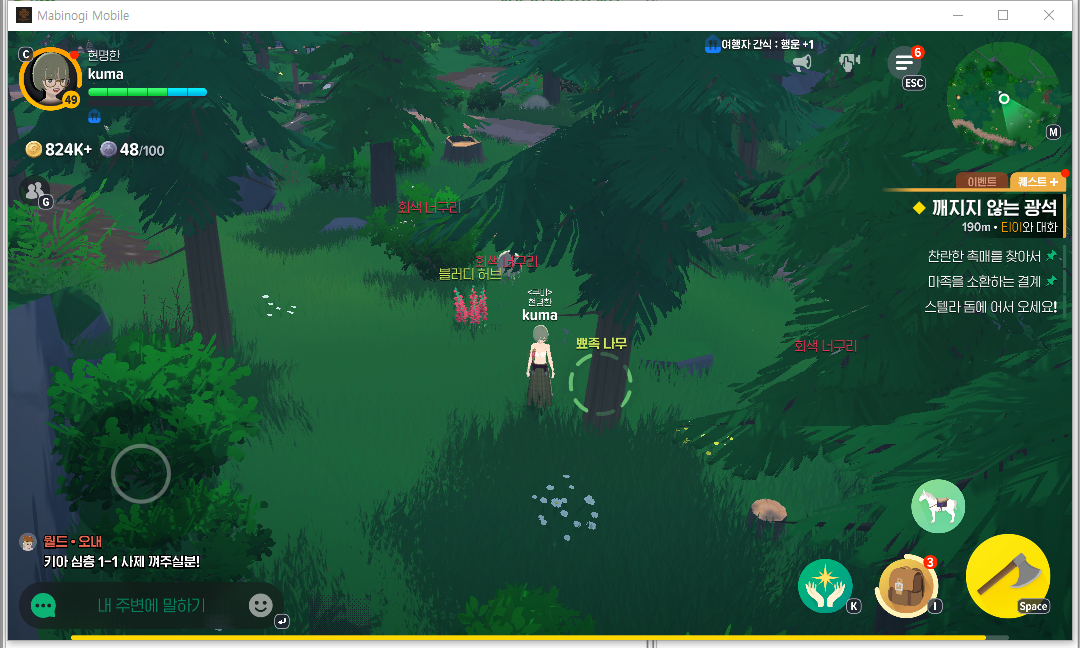 Mabinogi Mobile
C
현명한
kuma
49
824K+ 48/100
G
여행자 간식 : 행운 +1
6
ESC
M
이벤트 퀘스트 +
깨지지 않는 광석
190m • 티이와 대화
찬란한 촉매를 찾아서
마족을 소환하는 결계
스텔라 돔에 어서 오세요!
회색 너구리
회색 너구리
블러디 허브
현명한
kuma
뾰족 나무
회색 너구리
월드 • 오내
키아 심층 1-1 사제 껴주실분!
내 주변에 말하기
K
3
I
Space